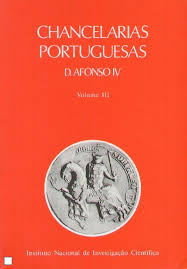 CHANCELARIAS
PORTUGUESAS
D. AFONSO IV
Volume III
Instituto Nacional de Investigação Científica